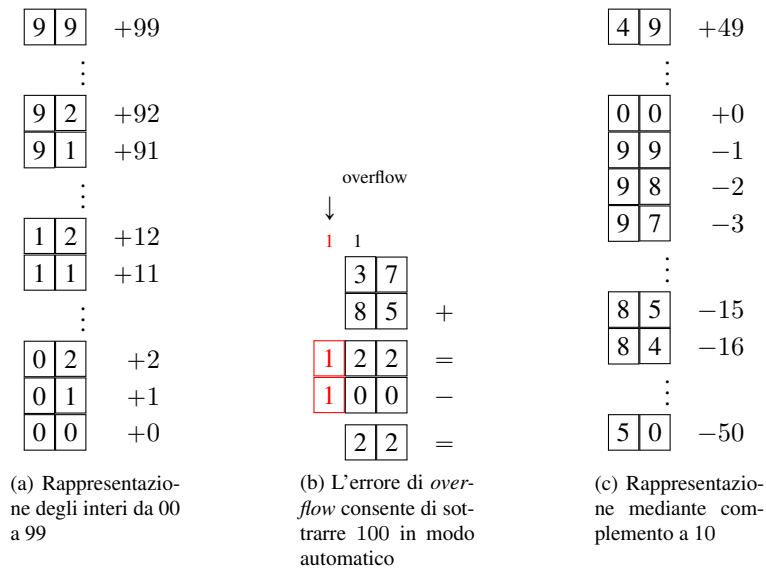 9 9 +99
⋮
9 2 +92
9 1 +91
⋮
1 2 +12
1 1 +11
⋮
0 2 +2
0 1 +1
0 0 +0
(a) Rappresentazio-
ne degli interi da 00
a 99
overflow
↓
1 1
3 7
8 5 +
1 2 2 =
1 0 0 −
2 2 =
(b) L'errore di over-
flow consente di sot-
trarre 100 in modo
automatico
4 9 +49
⋮
0 0 +0
9 9 −1
9 8 −2
9 7 −3
⋮
8 5 −15
8 4 −16
⋮
5 0 −50
(c) Rappresentazio-
ne mediante com-
plemento a 10